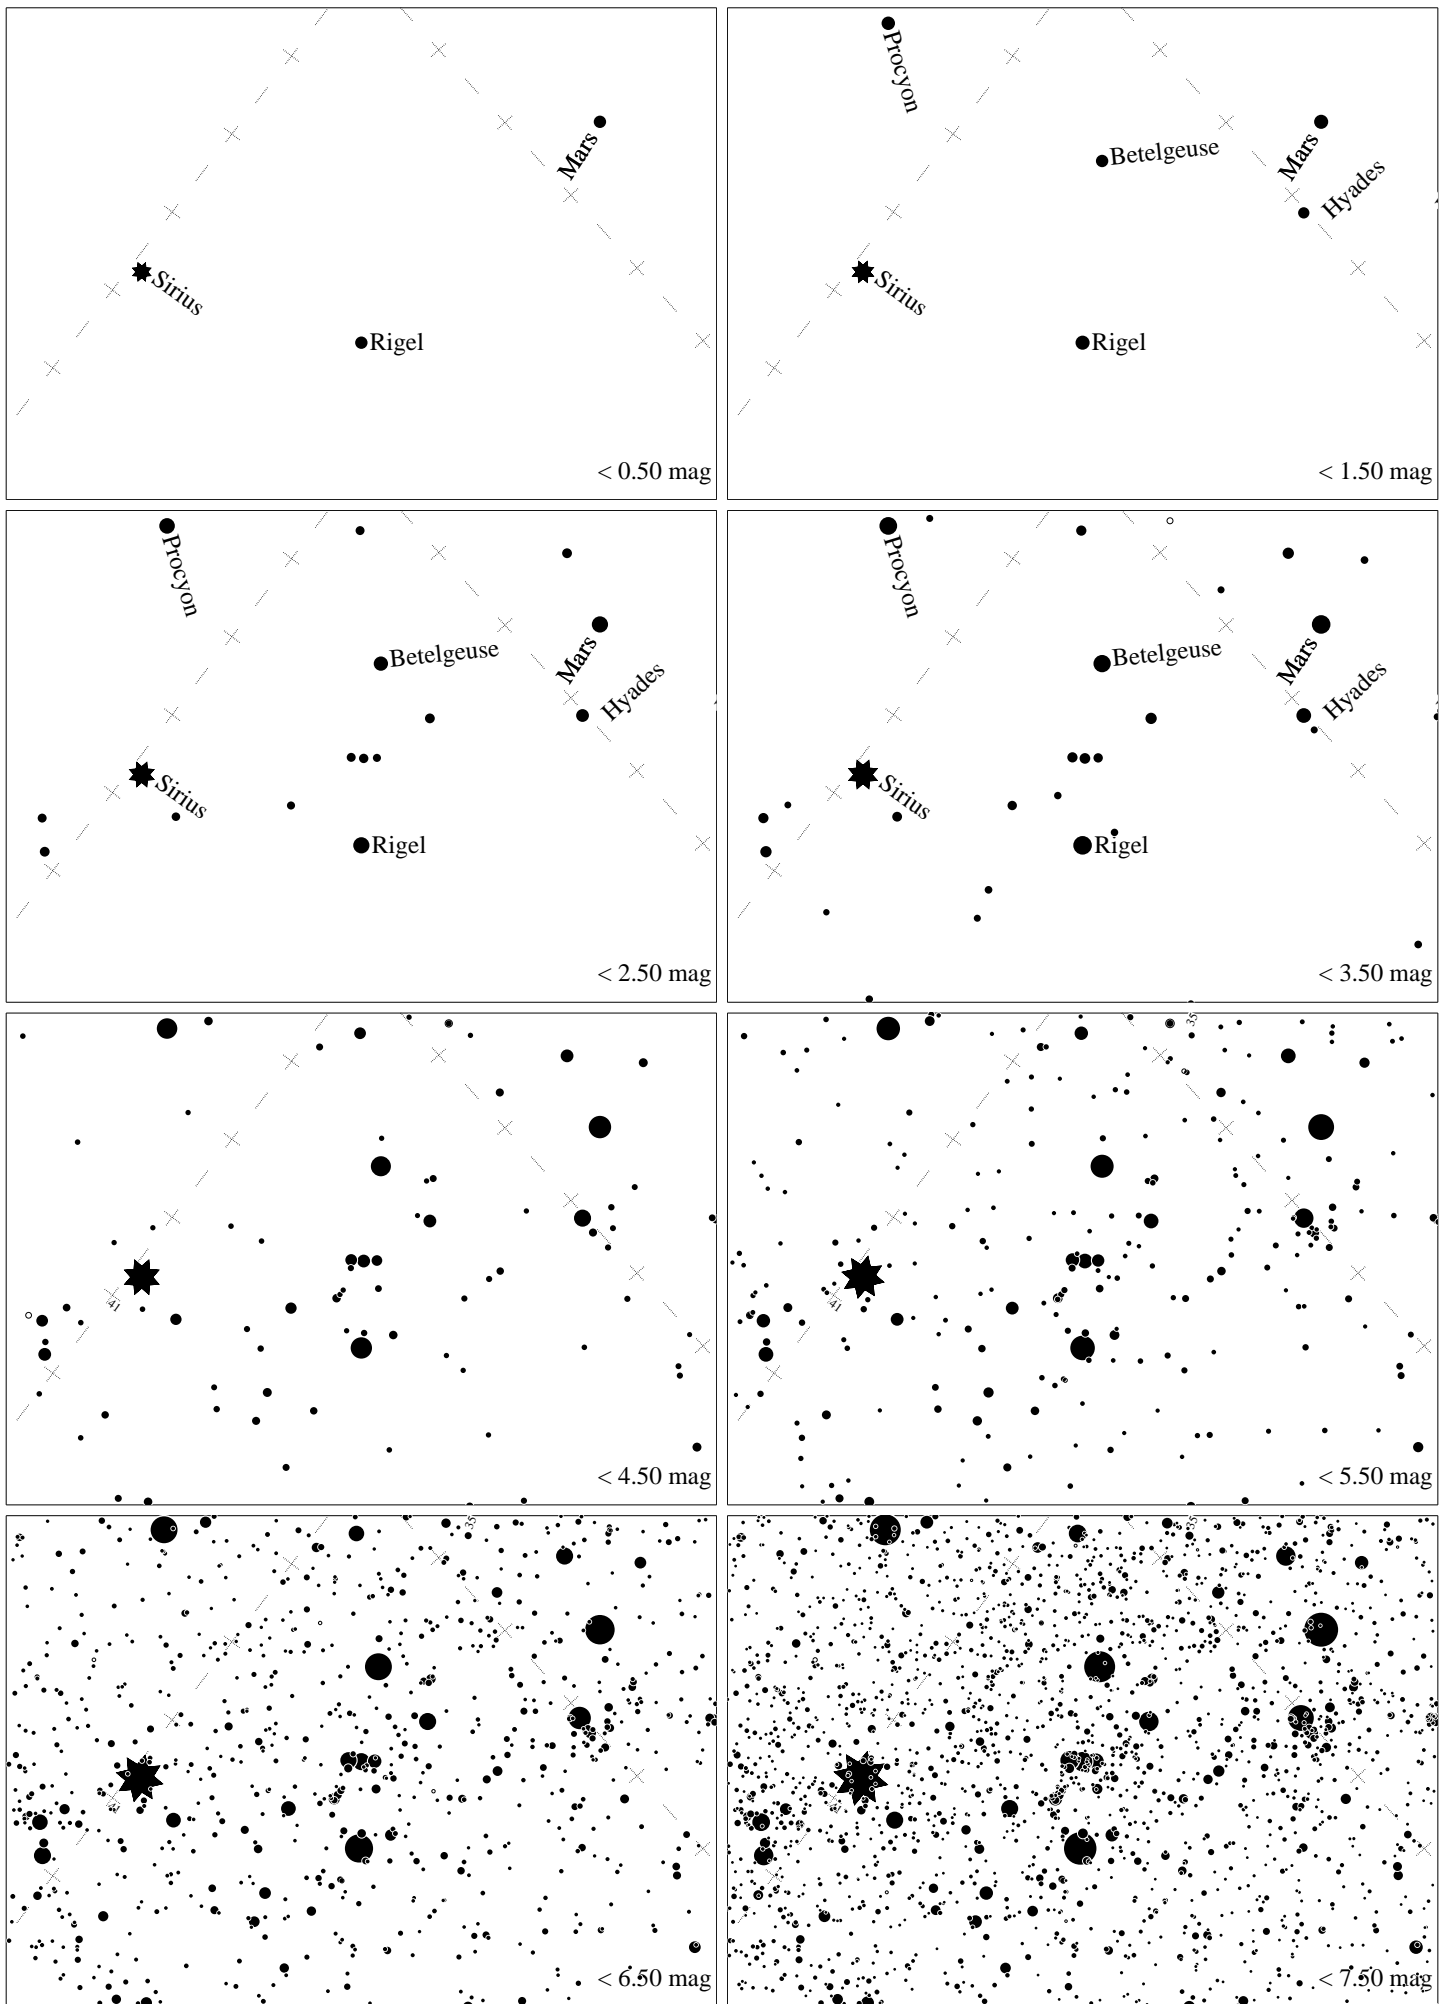 Mars
Sirius
Rigel
< 0.50 mag
Procyon
Betelgeuse
Mars
Hyades
Sirius
Rigel
< 1.50 mag
Procyon
Betelgeuse
Mars
Hyades
Sirius
Rigel
< 2.50 mag
Procyon
Betelgeuse
Mars
Hyades
Sirius
Rigel
< 3.50 mag
41
< 4.50 mag
35
41
< 5.50 mag
35
< 6.50 mag
< 7.50 mag